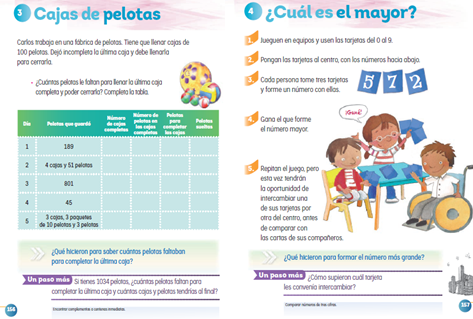 3 Cajas de pelotas
Carlos trabaja en una fábrica de pelotas. Tiene que llenar cajas de
100 pelotas. Dejó incompleta la última caja y debe llenarla
para cerrarla.
• ¿Cuántas pelotas le faltan para llenar la última caja
completa y poder cerrarla? Completa la tabla.
Día Pelotas que guardó Número de cajas completas Número de pelotas en las cajas completas Pelotas para completar las cajas Pelotas sueltas
1 189
2 4 cajas y 51 pelotas
3 801
4 45
5 3 cajas, 3 paquetes de 10 pelotas y 3 pelotas
¿Qué hicieron para saber cuántas pelotas faltaban
para completar la última caja?
Un paso más Si tienes 1034 pelotas, ¿cuántas pelotas faltan para
completar la última caja y cuántas cajas y pelotas tendrías al final?
Encontrar complementos a centenas inmediatas.
4 ¿Cuál es el mayor?
1. Jueguen en equipos y usen las tarjetas del 0 al 9.
2. Pongan las tarjetas al centro, con los números hacia abajo.
3. Cada persona tome tres tarjetas
y forme un número con ellas.
5 7 2
4. Gana el que forme
el número mayor.
5. Repitan el juego, pero
esta vez tendrán
la oportunidad de
intercambiar una
de sus tarjetas por
otra del centro, antes
de comparar con
las cartas de sus compañeros.
¿Qué hicieron para formar el número más grande?
Un paso más ¿Cómo supieron cuál tarjeta
les convenía intercambiar?
Comparar números de tres cifras.